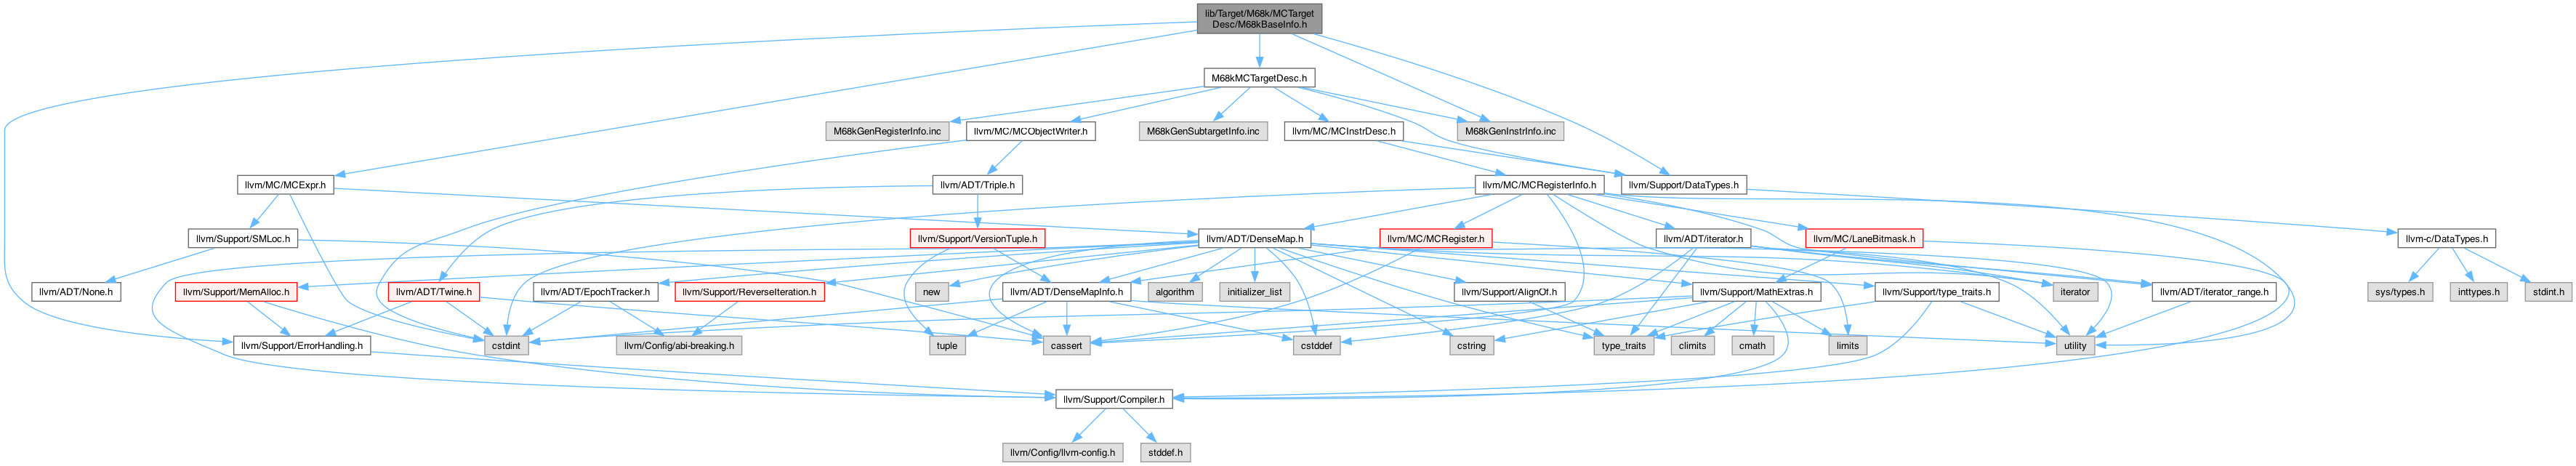 lib/Target/M68k/MCTarget
Desc/M68kBaseInfo.h
M68kMCTargetDesc.h
M68kGenRegisterInfo.inc
llvm/MC/MCObjectWriter.h
M68kGenSubtargetInfo.inc
llvm/MC/MCInstrDesc.h
M68kGenInstrInfo.inc
llvm/MC/MCExpr.h
llvm/ADT/Triple.h
llvm/MC/MCRegisterInfo.h
llvm/Support/DataTypes.h
llvm/Support/SMLoc.h
llvm/Support/VersionTuple.h
llvm/ADT/DenseMap.h
llvm/MC/MCRegister.h
llvm/ADT/iterator.h
llvm/MC/LaneBitmask.h
llvm-c/DataTypes.h
llvm/ADT/None.h
llvm/Support/MemAlloc.h
llvm/ADT/Twine.h
llvm/ADT/EpochTracker.h
llvm/Support/ReverseIteration.h
new
llvm/ADT/DenseMapInfo.h
algorithm
initializer_list
llvm/Support/AlignOf.h
llvm/Support/MathExtras.h
llvm/Support/type_traits.h
iterator
llvm/ADT/iterator_range.h
sys/types.h
inttypes.h
stdint.h
llvm/Support/ErrorHandling.h
cstdint
llvm/Config/abi-breaking.h
tuple
cassert
cstddef
cstring
type_traits
climits
cmath
limits
utility
llvm/Support/Compiler.h
llvm/Config/llvm-config.h
stddef.h